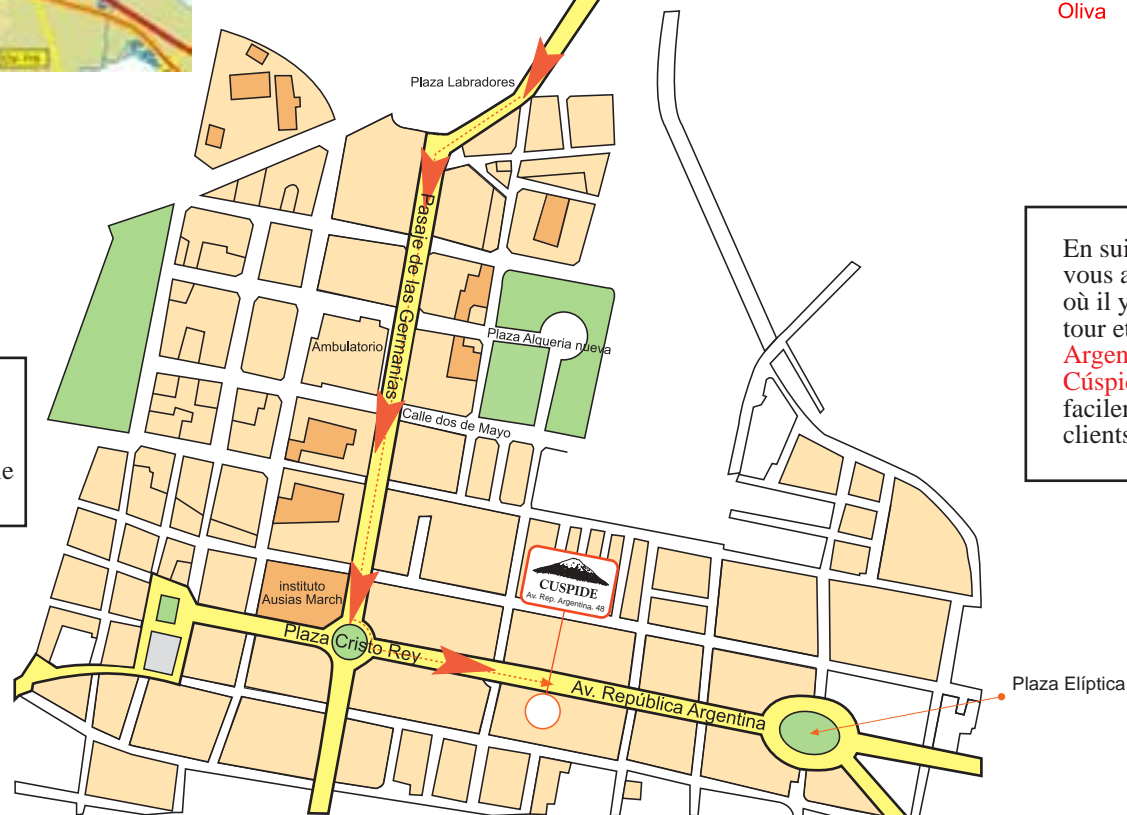 Oliva
Plaza Labradores
Pasaje de las Germanias
Plaza Alqueria nueva
Ambulatorio
Calle dos de Mayo
En sui
vous a
où il y
tour et
Argen
Cúspid
faciler
clients
le
CUSPIDE
Av. Rep. Argentina, 48
instituto
Ausias March
Plaza Cristo Rey
Av. República Argentina
Plaza Elíptica